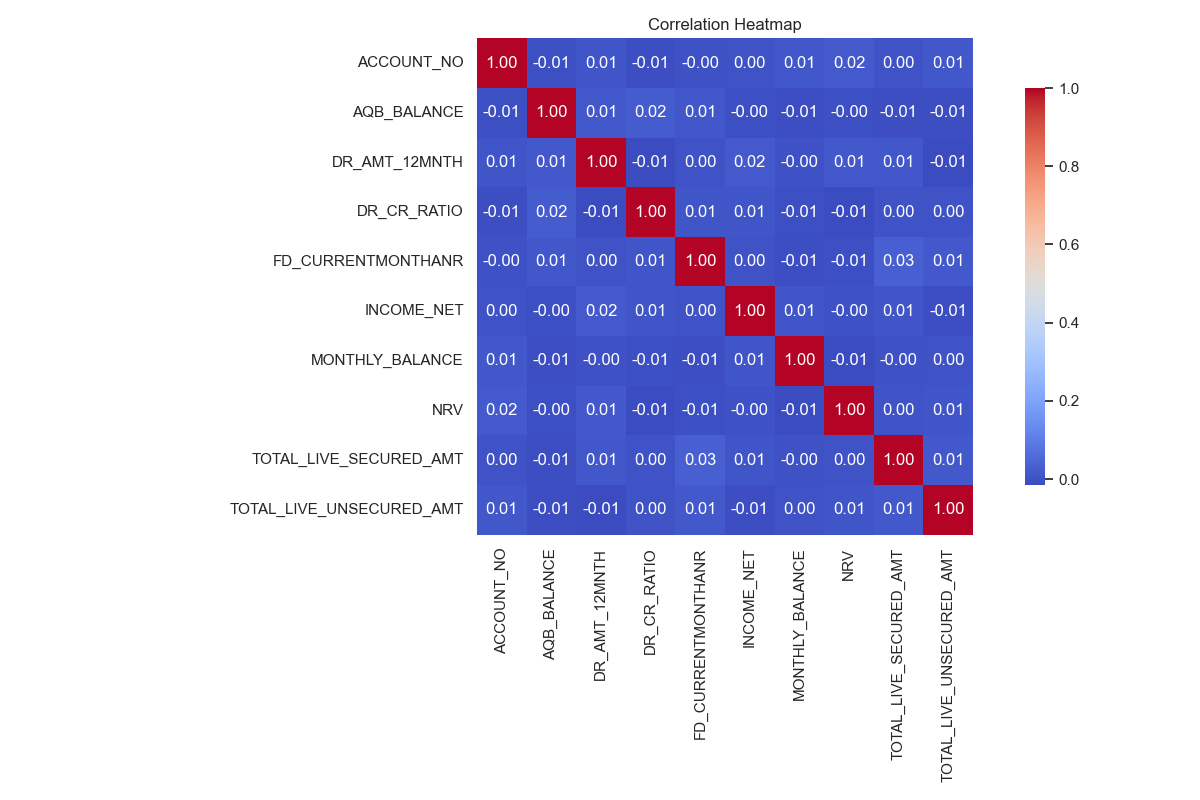 Correlation Heatmap
ACCOUNT_NO 1.00 -0.01 0.01 -0.01 -0.00 0.00 0.01 0.02 0.00 0.01
AQB_BALANCE -0.01 1.00 0.01 0.02 0.01 -0.00 -0.01 -0.00 -0.01 -0.01
DR_AMT_12MNTH 0.01 0.01 1.00 -0.01 0.00 0.02 -0.00 0.01 0.01 -0.01
DR_CR_RATIO -0.01 0.02 -0.01 1.00 0.01 0.01 -0.01 -0.01 0.00 0.00
FD_CURRENTMONTHANR -0.00 0.01 0.00 0.01 1.00 0.00 -0.01 -0.01 0.03 0.01
INCOME_NET 0.00 -0.00 0.02 0.01 0.00 1.00 0.01 -0.00 0.01 -0.01
MONTHLY_BALANCE 0.01 -0.01 -0.00 -0.01 -0.01 0.01 1.00 -0.01 -0.00 0.00
NRV 0.02 -0.00 0.01 -0.01 -0.01 -0.00 -0.01 1.00 0.00 0.01
TOTAL_LIVE_SECURED_AMT 0.00 -0.01 0.01 0.00 0.03 0.01 -0.00 0.00 1.00 0.01
TOTAL_LIVE_UNSECURED_AMT 0.01 -0.01 -0.01 0.00 0.01 -0.01 0.00 0.01 0.01 1.00
ACCOUNT_NO
AQB_BALANCE
DR_AMT_12MNTH
DR_CR_RATIO
FD_CURRENTMONTHANR
INCOME_NET
MONTHLY_BALANCE
NRV
TOTAL_LIVE_SECURED_AMT
TOTAL_LIVE_UNSECURED_AMT
1.0
0.8
0.6
0.4
0.2
0.0